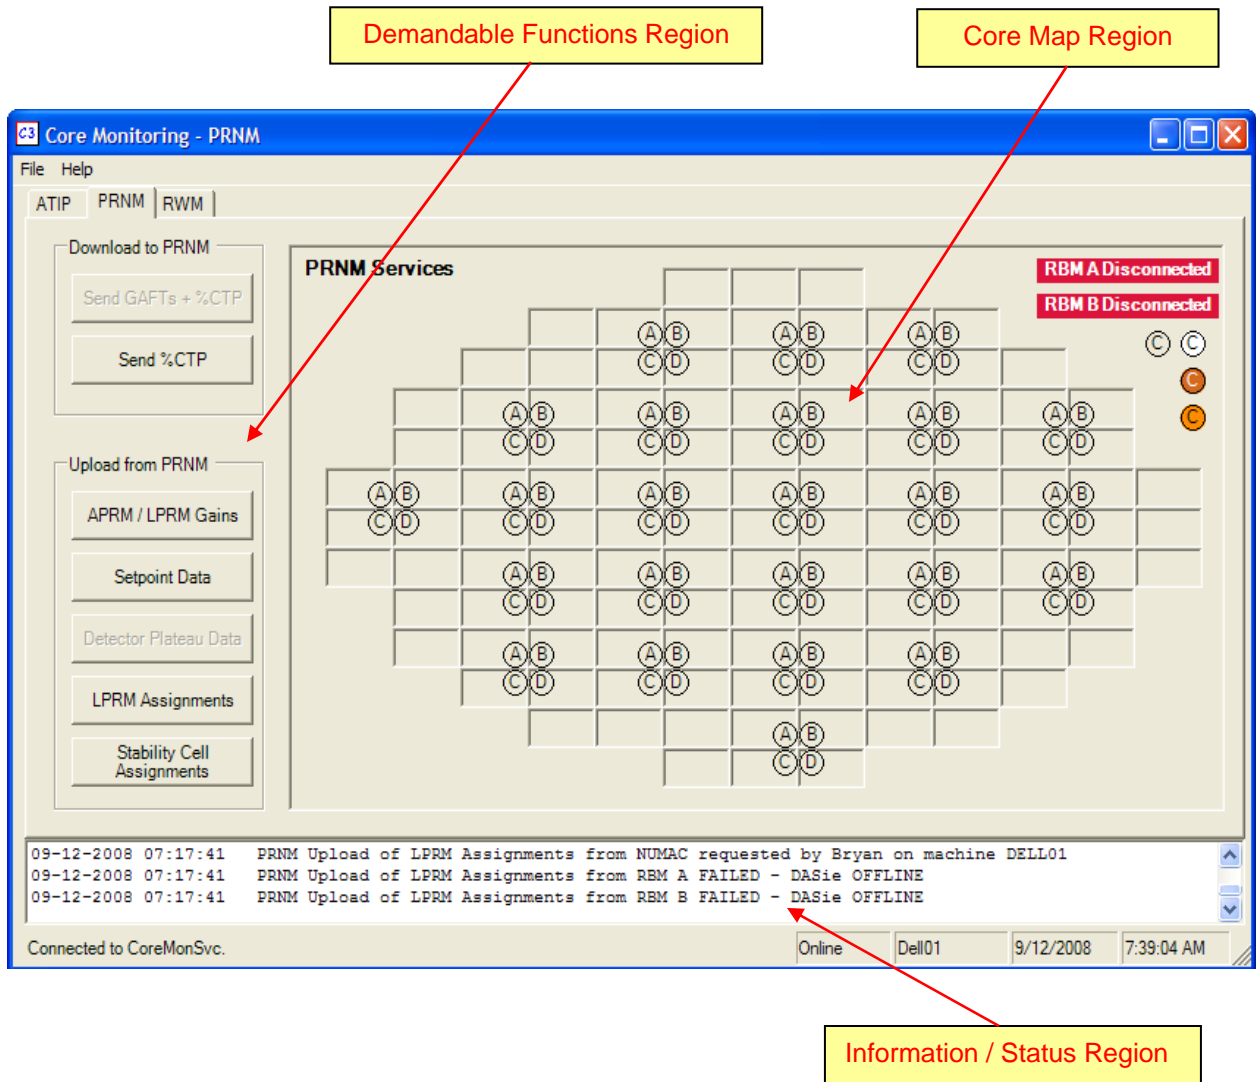 Demandable Functions Region
Core Map Region
C3 Core Monitoring - PRNM
File Help
ATIP PRNM RWM
Download to PRNM
Send GAFTs + %CTP
Send %CTP
Upload from PRNM
APRM / LPRM Gains
Setpoint Data
Detector Plateau Data
LPRM Assignments
Stability Cell
Assignments
PRNM Services
RBM A Disconnected
RBM B Disconnected
C C
C
C
A B A B A B
C D C D C D
A B A B A B A B A B
C D C D C D C D C D
A B A B A B A B A B A B
C D C D C D C D C D C D
A B A B A B A B A B
C D C D C D C D C D
A B A B A B A B
C D C D C D C D
A B
C D
09-12-2008 07:17:41 PRNM Upload of LPRM Assignments from NUMAC requested by Bryan on machine DELL01
09-12-2008 07:17:41 PRNM Upload of LPRM Assignments from RBM A FAILED - DASie OFFLINE
09-12-2008 07:17:41 PRNM Upload of LPRM Assignments from RBM B FAILED - DASie OFFLINE
Connected to CoreMonSvc. Online Dell01 9/12/2008 7:39:04 AM
Information / Status Region